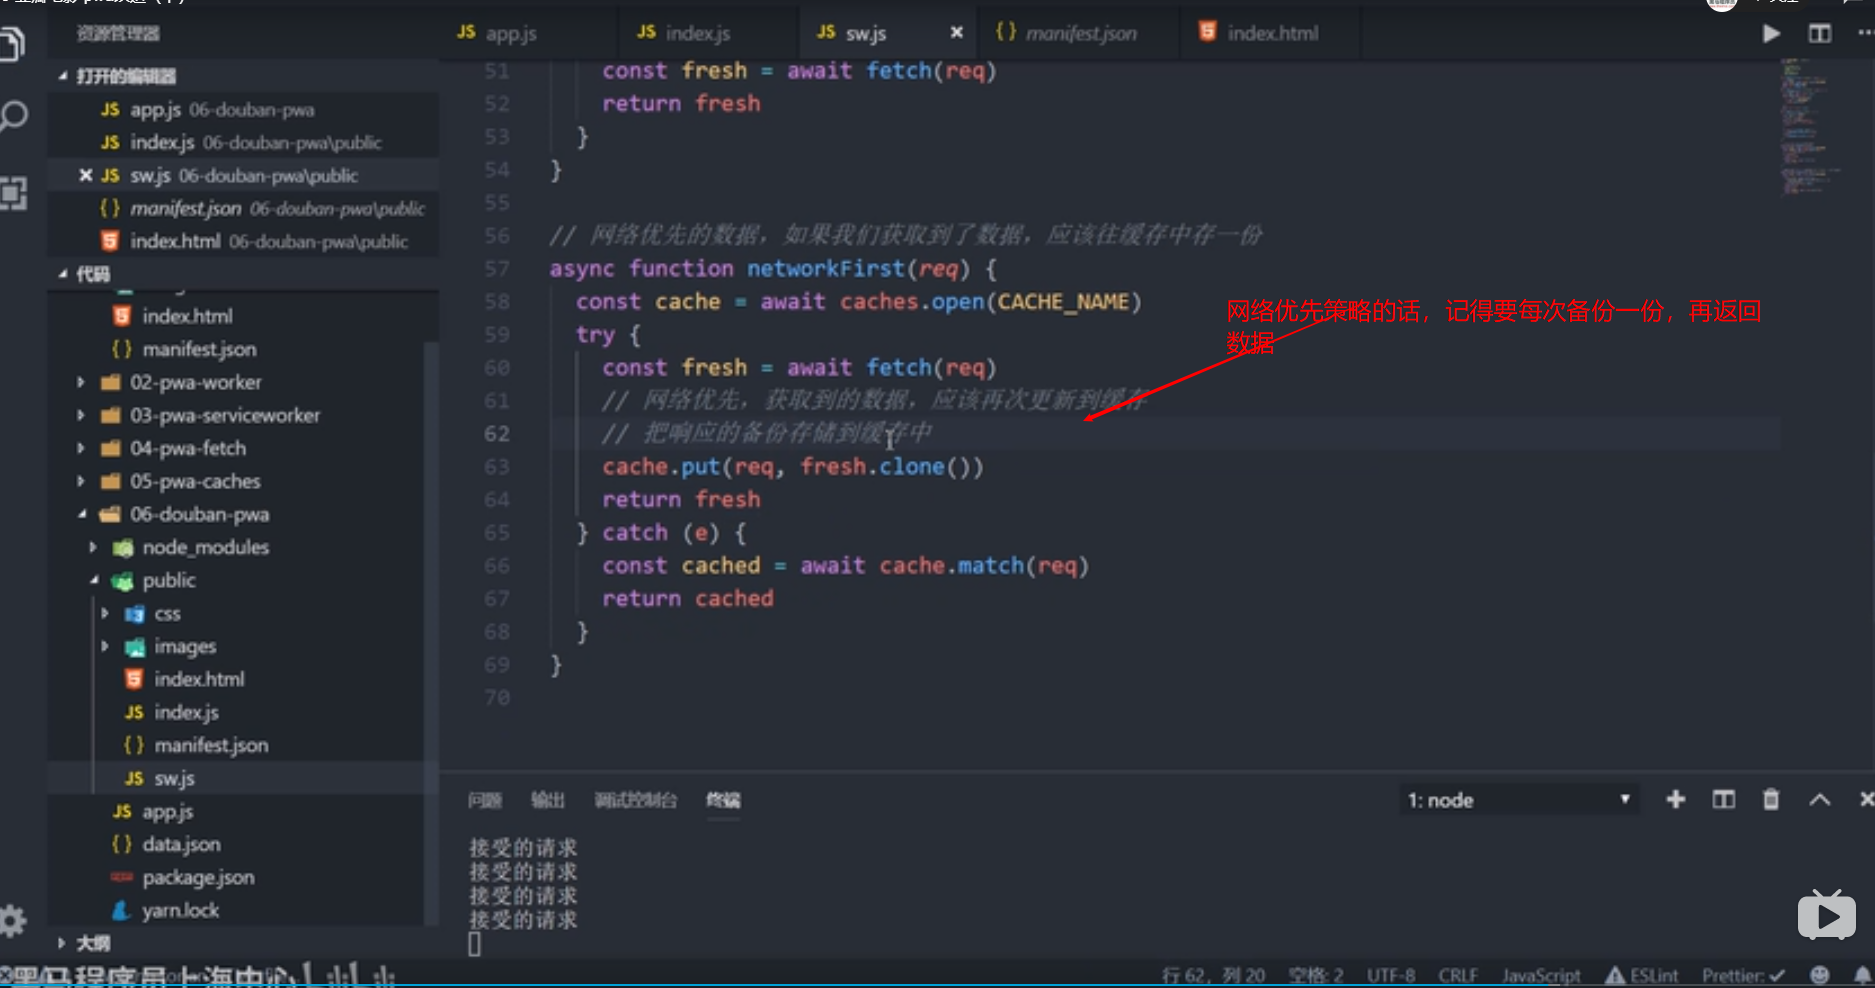 资源管理器
打开的编辑器
JS app.js 06-douban-pwa
JS index.js 06-douban-pwa\public
JS sw.js 06-douban-pwa\public
{} manifest.json 06-douban-pwa\public
index.html 06-douban-pwa\public
代码
index.html
{} manifest.json
02-pwa-worker
03-pwa-serviceworker
04-pwa-fetch
05-pwa-caches
06-douban-pwa
node_modules
public
css
images
index.html
JS index.js
{} manifest.json
JS sw.js
JS app.js
{} data.json
package.json
yarn.lock
大纲
JS app.js JS index.js JS sw.js {} manifest.json index.html
51 const fresh = await fetch(req)
52 return fresh
53 }
54 }
55
56 // 网络优先的数据，如果我们获取到了数据，应该往缓存中存一份
57 async function networkFirst(req) {
58 const cache = await caches.open(CACHE_NAME)
59 try {
60 const fresh = await fetch(req)
61 // 网络优先，获取到的数据，应该再次更新到缓存
62 // 把响应的备份存储到缓存中
63 cache.put(req, fresh.clone())
64 return fresh
65 } catch (e) {
66 const cached = await cache.match(req)
67 return cached
68 }
69 }
70
网络优先策略的话，记得要每次备份一份，再返回
数据
问题 输出 调试控制台 终端 1: node
接受的请求
接受的请求
接受的请求
接受的请求
黑马程序员上海中心
行 62，列 20 空格: 2 UTF-8 CRLF JavaScript ESLint Prettier: